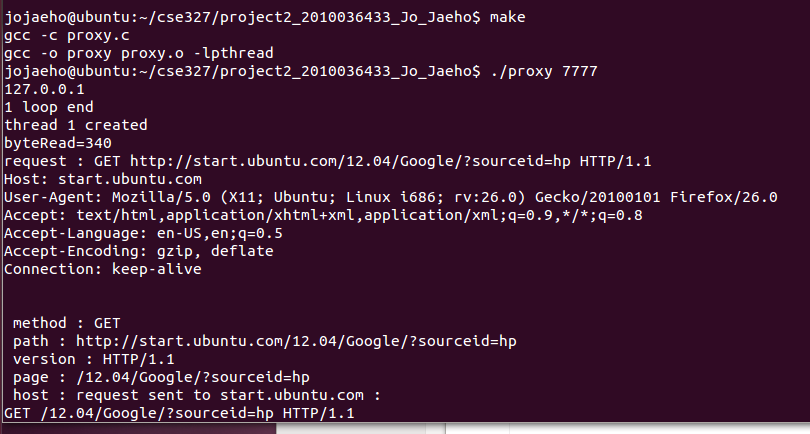 jojaeho@ubuntu:~/cse327/project2_2010036433_Jo_Jaeho$ make
gcc -c proxy.c
gcc -o proxy proxy.o -lpthread
jojaeho@ubuntu:~/cse327/project2_2010036433_Jo_Jaeho$ ./proxy 7777
127.0.0.1
1 loop end
thread 1 created
byteRead=340
request : GET http://start.ubuntu.com/12.04/Google/?sourceid=hp HTTP/1.1
Host: start.ubuntu.com
User-Agent: Mozilla/5.0 (X11; Ubuntu; Linux i686; rv:26.0) Gecko/20100101 Firefox/26.0
Accept: text/html,application/xhtml+xml,application/xml;q=0.9,*/*;q=0.8
Accept-Language: en-US,en;q=0.5
Accept-Encoding: gzip, deflate
Connection: keep-alive
method : GET
path : http://start.ubuntu.com/12.04/Google/?sourceid=hp
version : HTTP/1.1
page : /12.04/Google/?sourceid=hp
host : request sent to start.ubuntu.com :
GET /12.04/Google/?sourceid=hp HTTP/1.1